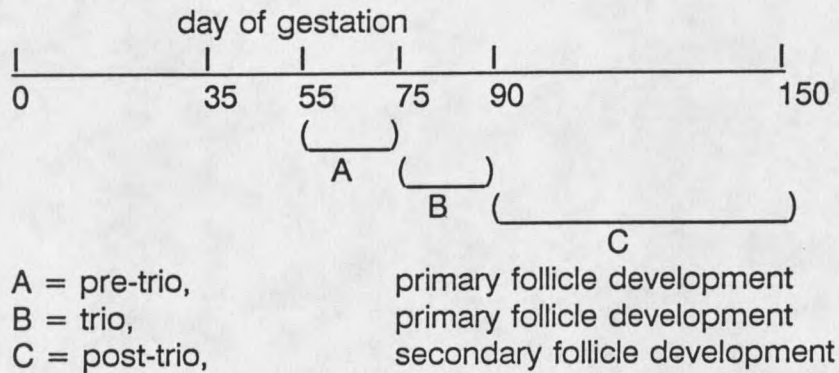 day of gestation
0 35 55 75 90 150
A
B
C
A = pre-trio, primary follicle development
B = trio, primary follicle development
C = post-trio, secondary follicle development